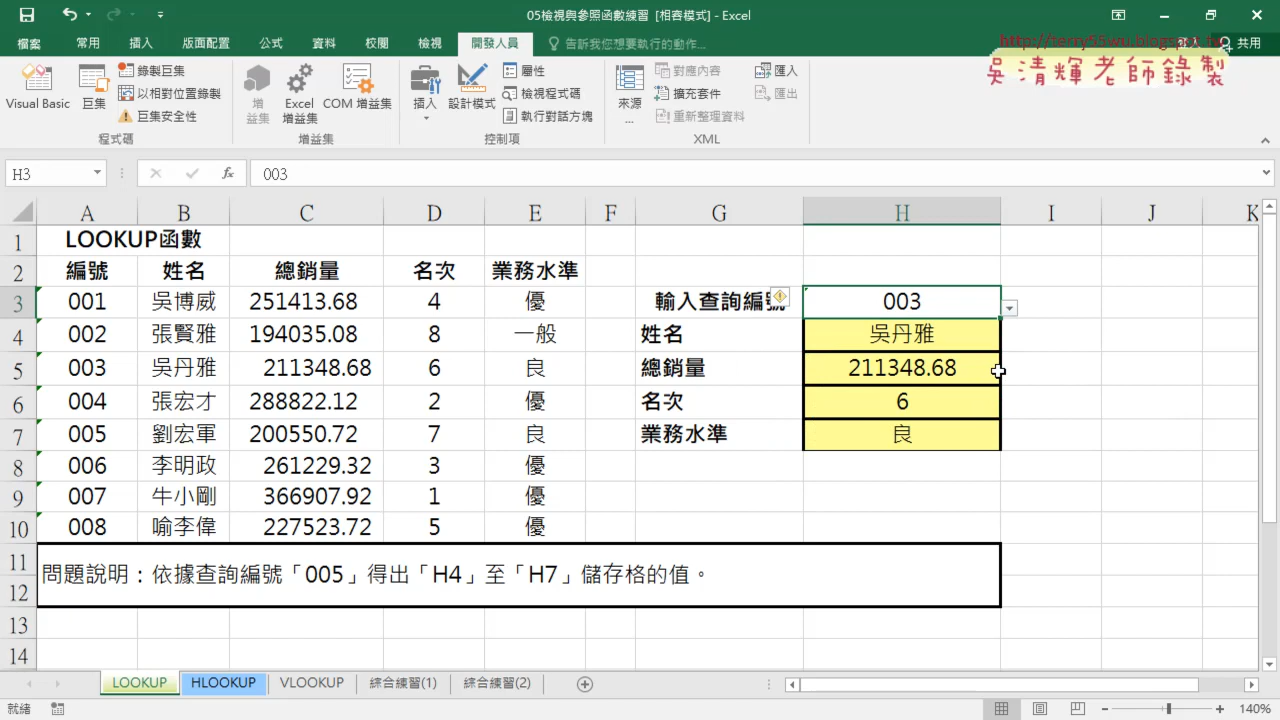 05檢視與參照函數練習 [相容模式] - Excel
檔案 常用 插入 版面配置 公式 資料 校閱 檢視 開發人員 告訴我您想要執行的動作... 共用
http://terry55wu.blogspot.tw
吳清輝老師錄製
Visual Basic 巨集 錄製巨集 以相對位置錄製 巨集安全性 程式碼
增益集 Excel 增益集 COM 增益集 增益集
插入 設計模式 屬性 檢視程式碼 執行對話方塊 控制項
來源... 對應內容 擴充套件 重新整理資料 匯入 匯出 XML
H3 fx 003
A B C D E F G H I J K
1 LOOKUP函數
2 編號 姓名 總銷量 名次 業務水準
3 001 吳博威 251413.68 4 優 輸入查詢編號 003
4 002 張賢雅 194035.08 8 一般 姓名 吳丹雅
5 003 吳丹雅 211348.68 6 良 總銷量 211348.68
6 004 張宏才 288822.12 2 優 名次 6
7 005 劉宏軍 200550.72 7 良 業務水準 良
8 006 李明政 261229.32 3 優
9 007 牛小剛 366907.92 1 優
10 008 喻李偉 227523.72 5 優
11 問題說明：依據查詢編號「005」得出「H4」至「H7」儲存格的值。
12
13
14
LOOKUP HLOOKUP VLOOKUP 綜合練習(1) 綜合練習(2)
就緒 140%